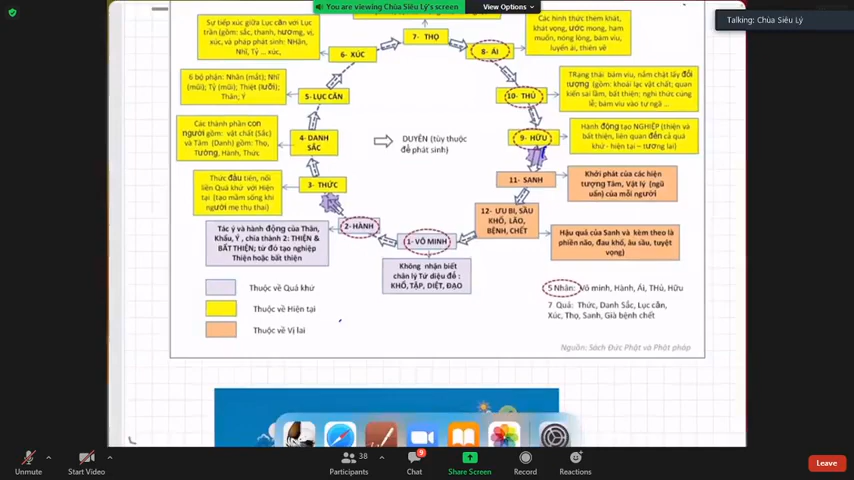 You are viewing Chùa Siêu Lý's screen
View Options
Talking: Chùa Siêu Lý
Sự tiếp xúc giữa Lục căn với Lục
trần (gồm: sắc, thanh, hương, vị,
xúc, và pháp phát sinh: Nhãn,
Nhĩ, Tỷ ... xúc,
6- XÚC
7- THỌ
8- ÁI
Các hình thức thèm khát,
khát vọng, ước mong, ham
muốn, nóng lòng, bám víu,
luyến ái, thiên về
6 bộ phận: Nhãn (mắt); Nhĩ
(mũi); Tỷ (mũi); Thiệt (lưỡi);
Thân; Ý
5-LỤC CĂN
10- THỦ
TRạng thái bám víu, nắm chặt lấy đối
tượng (gồm: khoái lạc vật chất; quan
kiến sai lầm, bất thiện; nghi thức cúng
lễ; bám víu vào tự ngã ...
Các thành phần con
người gồm: vật chất (Sắc)
và Tâm (Danh) gồm: Thọ,
Tưởng, Hành, Thức
4- DANH
SẮC
DUYÊN (tùy thuộc
để phát sinh)
9- HỮU
Hành động tạo NGHIỆP (thiện và
bất thiện, liên quan đến cả quá
khứ - hiện tại – tương lai)
Thức đầu tiên, nối
liền Quá khứ với Hiện
tại (tạo mầm sống khi
người mẹ thụ thai)
3- THỨC
11- SANH
Khởi phát của các hiện
tượng Tâm, Vật lý (ngũ
uẩn) của mỗi người
Tác ý và hành động của Thân,
Khẩu, Ý , chia thành 2: THIỆN &
BẤT THIỆN; từ đó tạo nghiệp
Thiện hoặc bất thiện
2- HÀNH
1- VÔ MINH
12- ƯU BI, SẦU
KHỔ, LÃO,
BỆNH, CHẾT
Hậu quả của Sanh và kèm theo là
phiền não, đau khổ, âu sầu, tuyệt
vọng)
Không nhận biết
chân lý Tứ diệu đế :
KHỔ, TẬP, DIỆT, ĐẠO
Thuộc về Quá khứ
Thuộc về Hiện tại
Thuộc về Vị lai
5 Nhân: Vô minh, Hành, Ái, THủ, Hữu
7 Quả: Thức, Danh Sắc, Lục căn,
Xúc, Thọ, Sanh, Già bệnh chết
Nguồn: Sách Đức Phật và Phật pháp
Unmute
Start Video
Participants
38
Chat
9
Share Screen
Record
Reactions
Leave